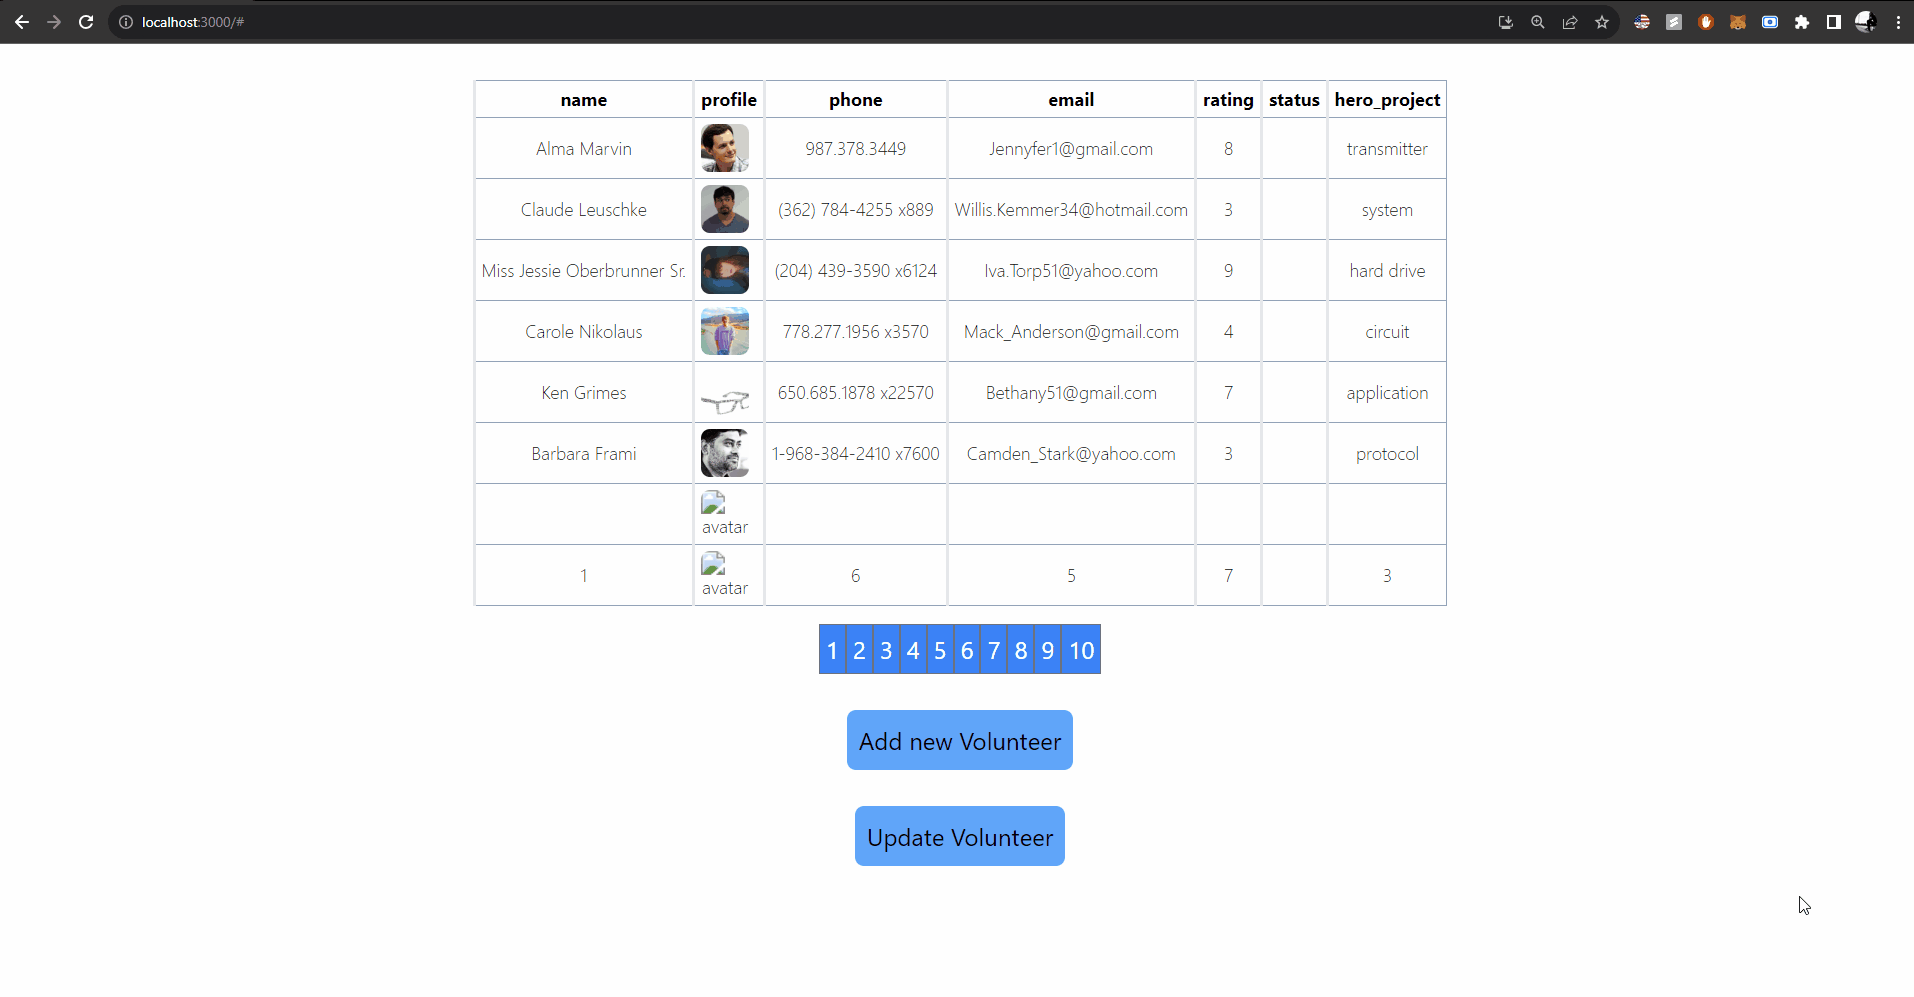 localhost:3000/#
name profile phone email rating status hero_project
Alma Marvin 987.378.3449 Jennyfer1@gmail.com 8 transmitter
Claude Leuschke (362) 784-4255 x889 Willis.Kemmer34@hotmail.com 3 system
Miss Jessie Oberbrunner Sr. (204) 439-3590 x6124 Iva.Torp51@yahoo.com 9 hard drive
Carole Nikolaus 778.277.1956 x3570 Mack_Anderson@gmail.com 4 circuit
Ken Grimes 650.685.1878 x22570 Bethany51@gmail.com 7 application
Barbara Frami 1-968-384-2410 x7600 Camden_Stark@yahoo.com 3 protocol
avatar
1 avatar 6 5 7 3
1 2 3 4 5 6 7 8 9 10
Add new Volunteer
Update Volunteer